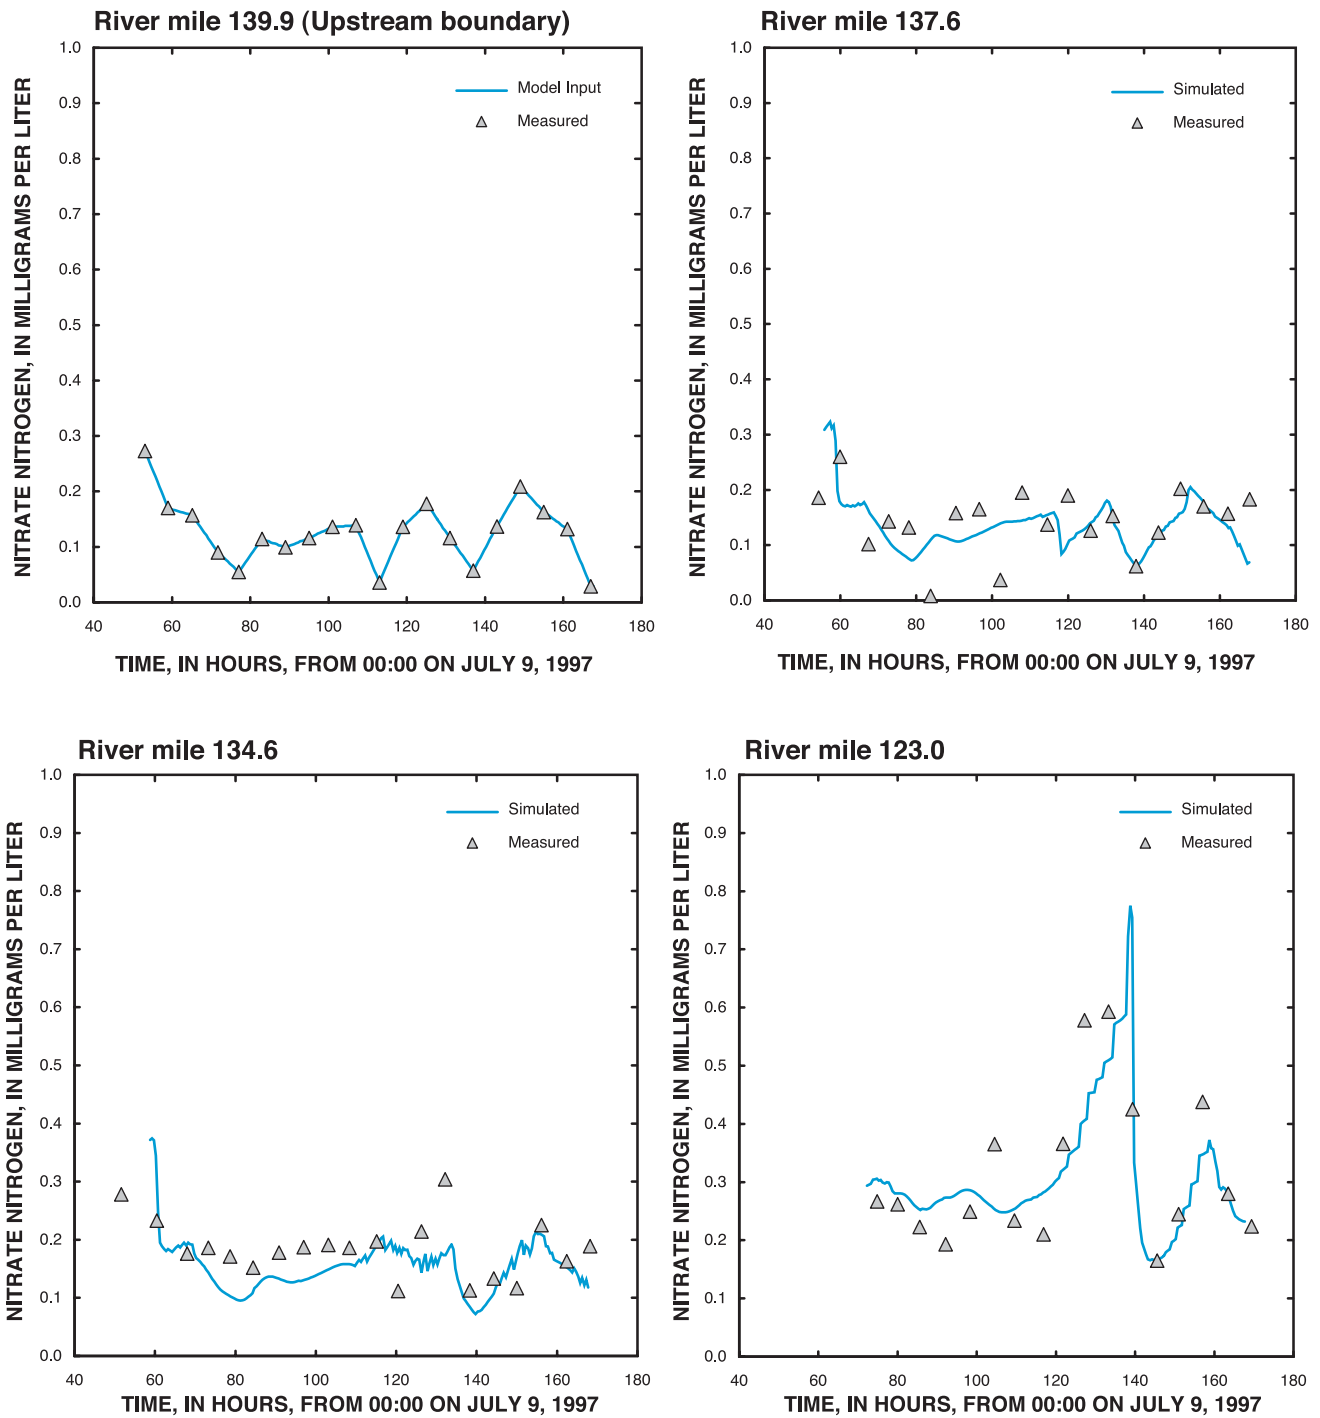 River mile 139.9 (Upstream boundary)
NITRATE NITROGEN, IN MILLIGRAMS PER LITER
1.0
0.9
0.8
0.7
0.6
0.5
0.4
0.3
0.2
0.1
0.0
Model Input
Measured
40 60 80 100 120 140 160 180
TIME, IN HOURS, FROM 00:00 ON JULY 9, 1997
River mile 137.6
NITRATE NITROGEN, IN MILLIGRAMS PER LITER
1.0
0.9
0.8
0.7
0.6
0.5
0.4
0.3
0.2
0.1
0.0
Simulated
Measured
40 60 80 100 120 140 160 180
TIME, IN HOURS, FROM 00:00 ON JULY 9, 1997
River mile 134.6
NITRATE NITROGEN, IN MILLIGRAMS PER LITER
1.0
0.9
0.8
0.7
0.6
0.5
0.4
0.3
0.2
0.1
0.0
Simulated
Measured
40 60 80 100 120 140 160 180
TIME, IN HOURS, FROM 00:00 ON JULY 9, 1997
River mile 123.0
NITRATE NITROGEN, IN MILLIGRAMS PER LITER
1.0
0.9
0.8
0.7
0.6
0.5
0.4
0.3
0.2
0.1
0.0
Simulated
Measured
40 60 80 100 120 140 160 180
TIME, IN HOURS, FROM 00:00 ON JULY 9, 1997